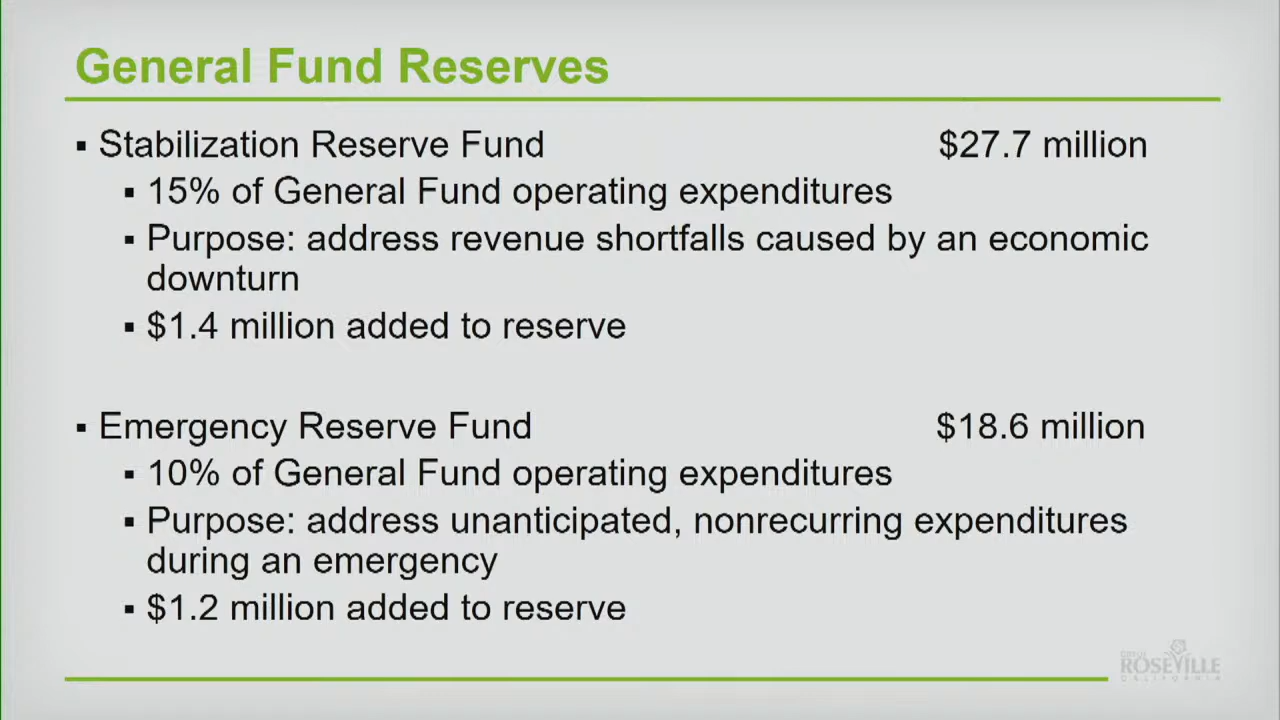 General Fund Reserves
▪ Stabilization Reserve Fund $27.7 million
▪ 15% of General Fund operating expenditures
▪ Purpose: address revenue shortfalls caused by an economic
downturn
▪ $1.4 million added to reserve
▪ Emergency Reserve Fund $18.6 million
▪ 10% of General Fund operating expenditures
▪ Purpose: address unanticipated, nonrecurring expenditures
during an emergency
▪ $1.2 million added to reserve
ROSEVILLE
CALIFORNIA